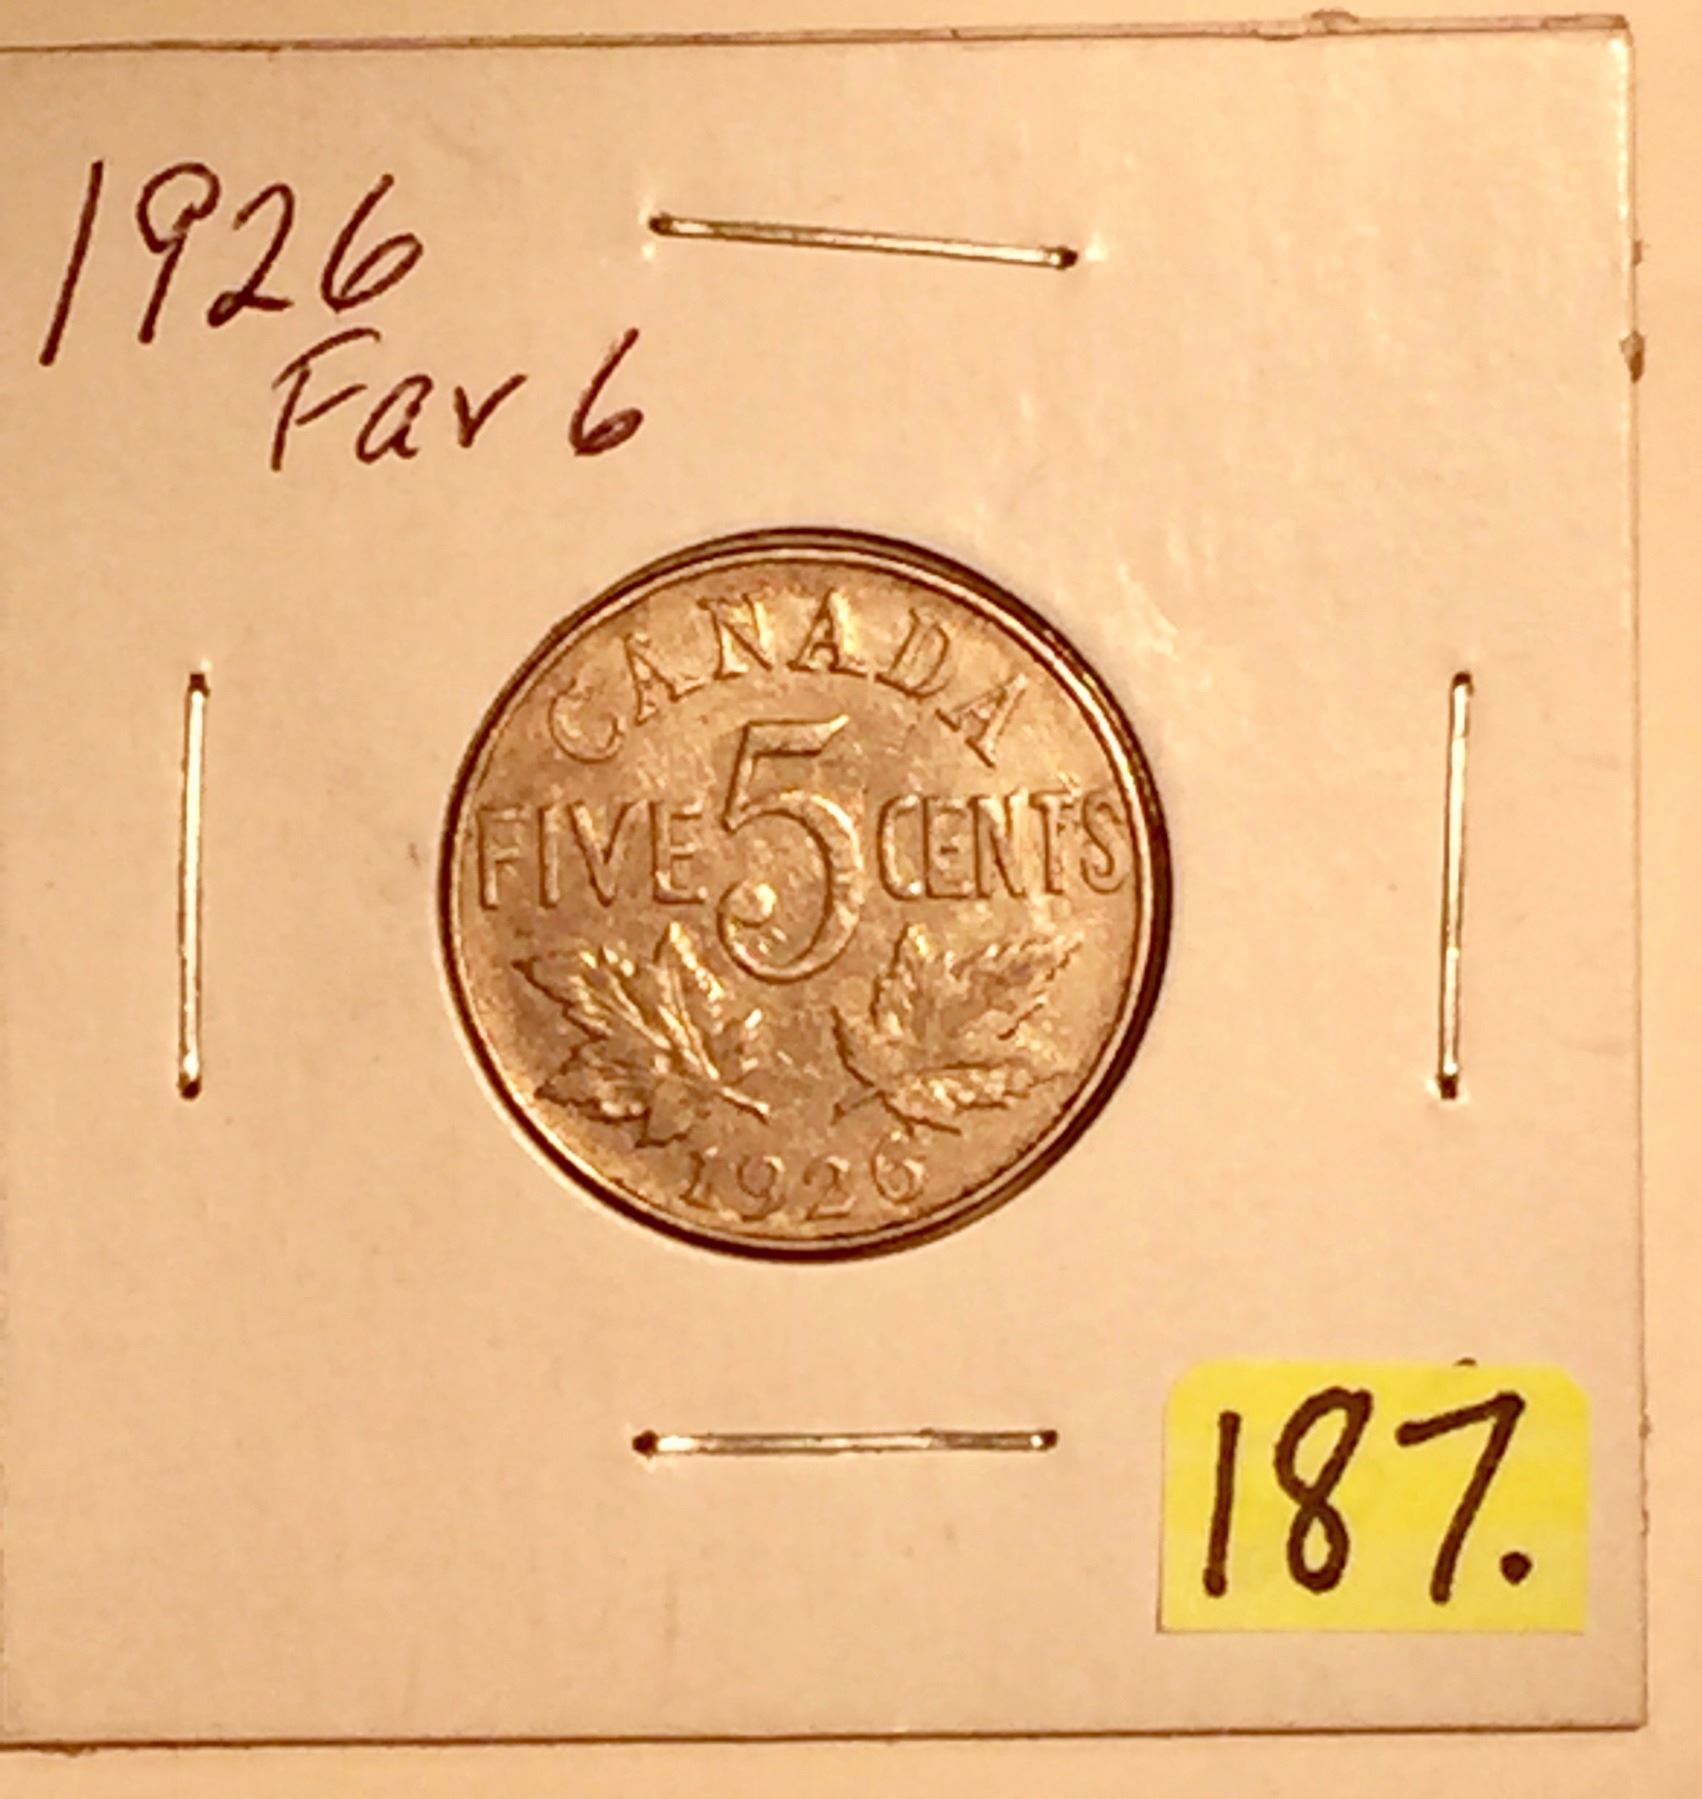 1926
Far 6
CANADA
FIVE 5 CENTS
1926
187.